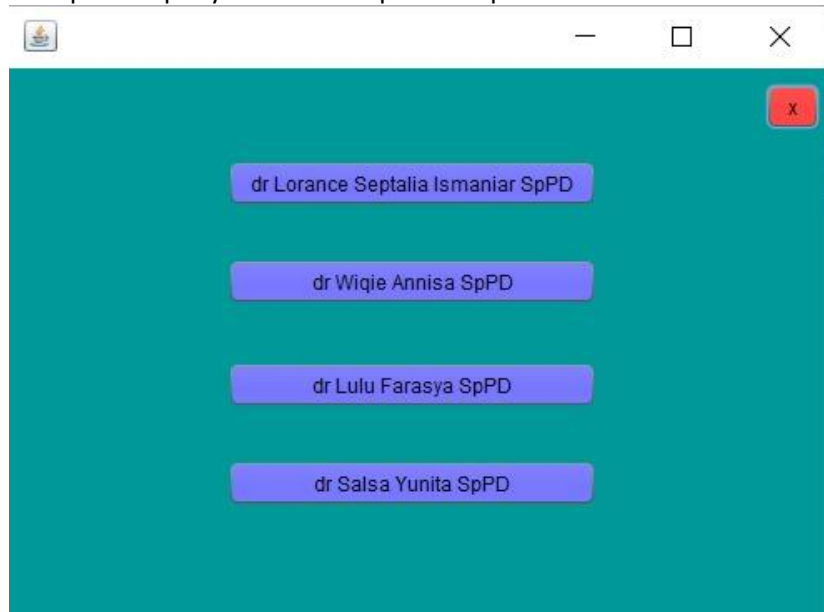 x
dr Lorance Septalia Ismaniar SpPD
dr Wiqie Annisa SpPD
dr Lulu Farasya SpPD
dr Salsa Yunita SpPD